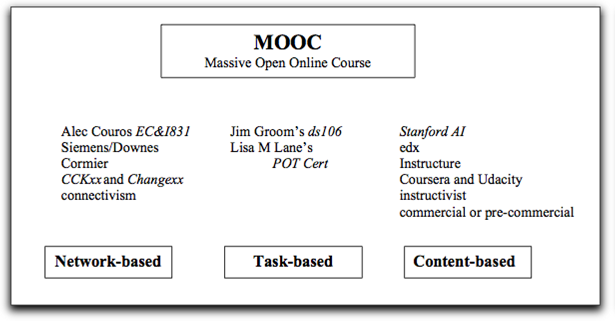 MOOC
Massive Open Online Course
Alec Couros EC&I831
Siemens/Downes
Cormier
CCKxx and Changexx
connectivism
Jim Groom's ds106
Lisa M Lane's
POT Cert
Stanford AI
edx
Instructure
Coursera and Udacity
instructivist
commercial or pre-commercial
Network-based
Task-based
Content-based